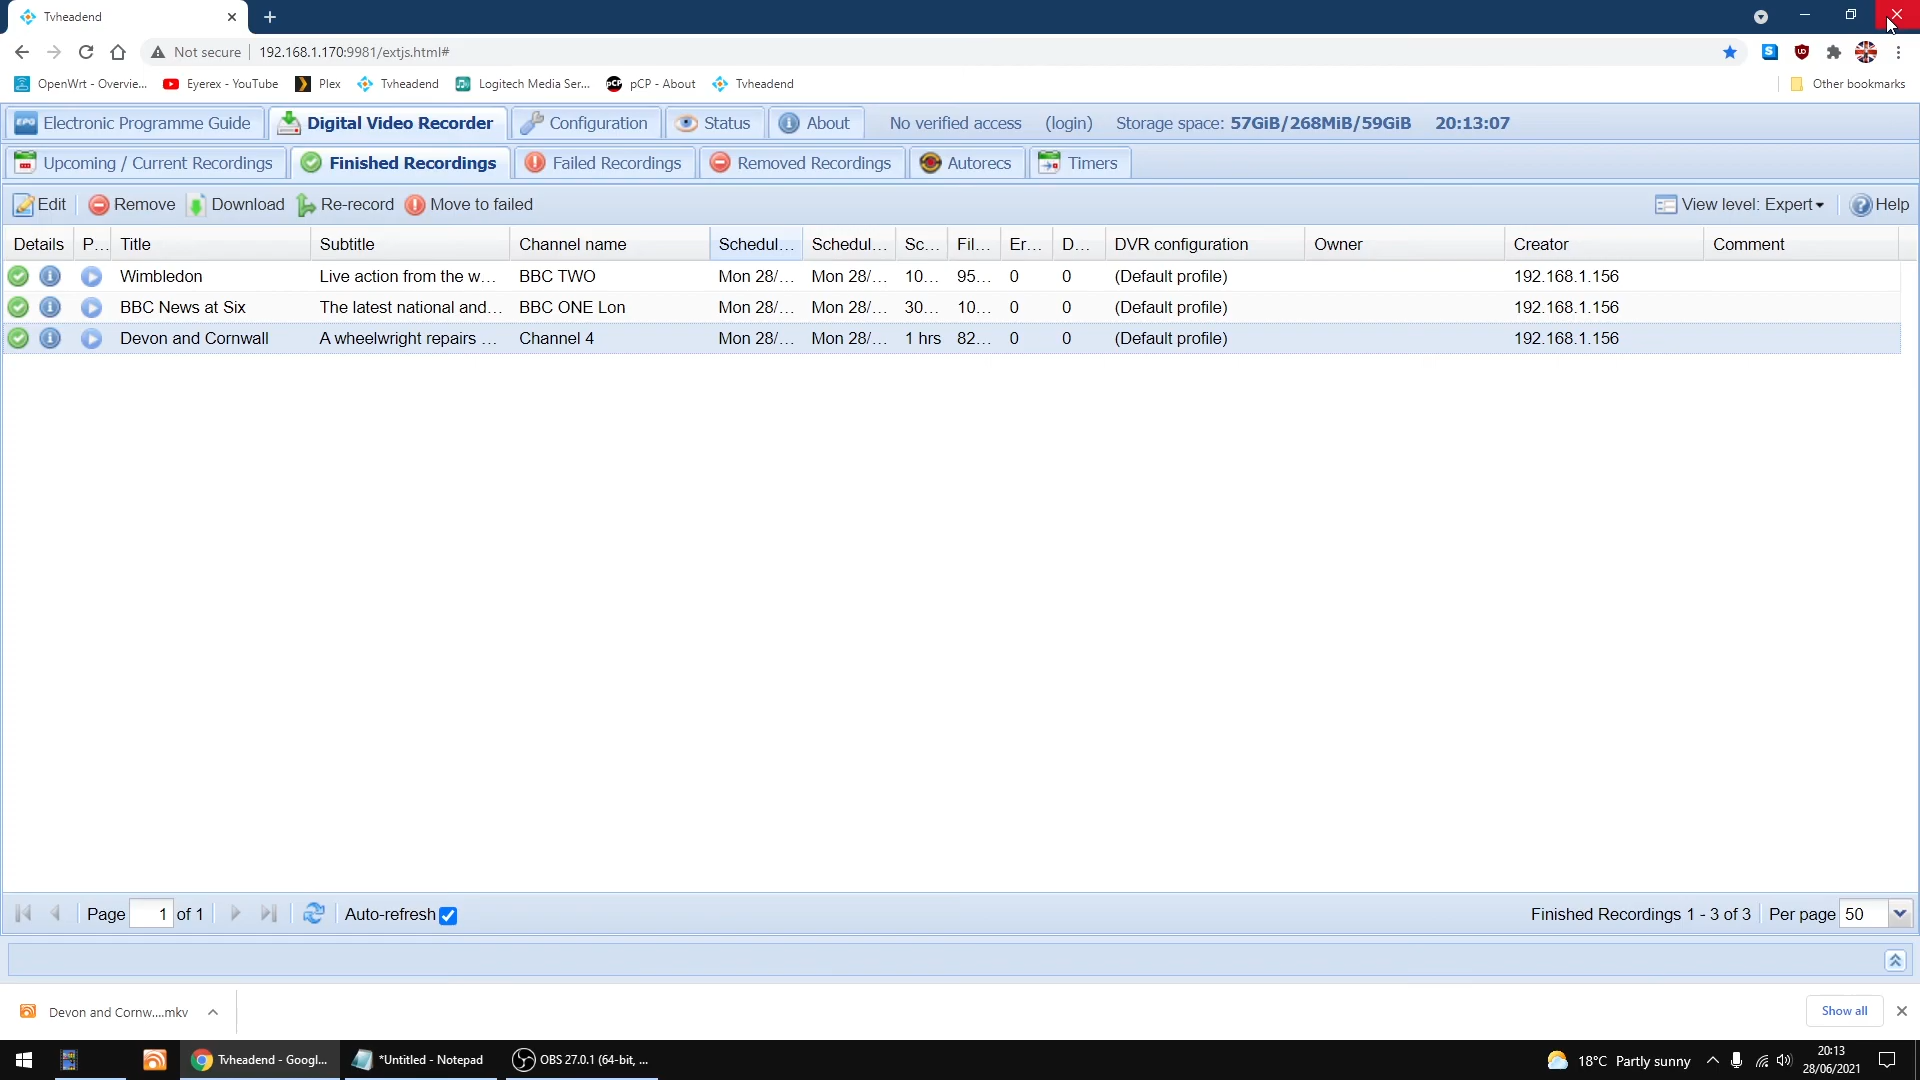 Tvheadend
Not secure 192.168.1.170:9981/extjs.html#
OpenWrt - Overvie... Eyerex - YouTube Plex Tvheadend Logitech Media Ser... pCP pCP - About Tvheadend Other bookmarks
EPG Electronic Programme Guide Digital Video Recorder Configuration Status About No verified access (login) Storage space: 57GiB/268MiB/59GiB 20:13:07
Upcoming / Current Recordings Finished Recordings Failed Recordings Removed Recordings Autorecs Timers
Edit Remove Download Re-record Move to failed View level: Expert Help
Details P... Title Subtitle Channel name Schedul... Schedul... Sc... Fil... Er... D... DVR configuration Owner Creator Comment
Wimbledon Live action from the w... BBC TWO Mon 28/... Mon 28/... 10... 95... 0 0 (Default profile) 192.168.1.156
BBC News at Six The latest national and... BBC ONE Lon Mon 28/... Mon 28/... 30... 10... 0 0 (Default profile) 192.168.1.156
Devon and Cornwall A wheelwright repairs ... Channel 4 Mon 28/... Mon 28/... 1 hrs 82... 0 0 (Default profile) 192.168.1.156
Page 1 of 1 Auto-refresh Finished Recordings 1 - 3 of 3 Per page 50
Devon and Cornw....mkv Show all
Tvheadend - Googl... *Untitled - Notepad OBS 27.0.1 (64-bit, ... 18°C Partly sunny 20:13
28/06/2021